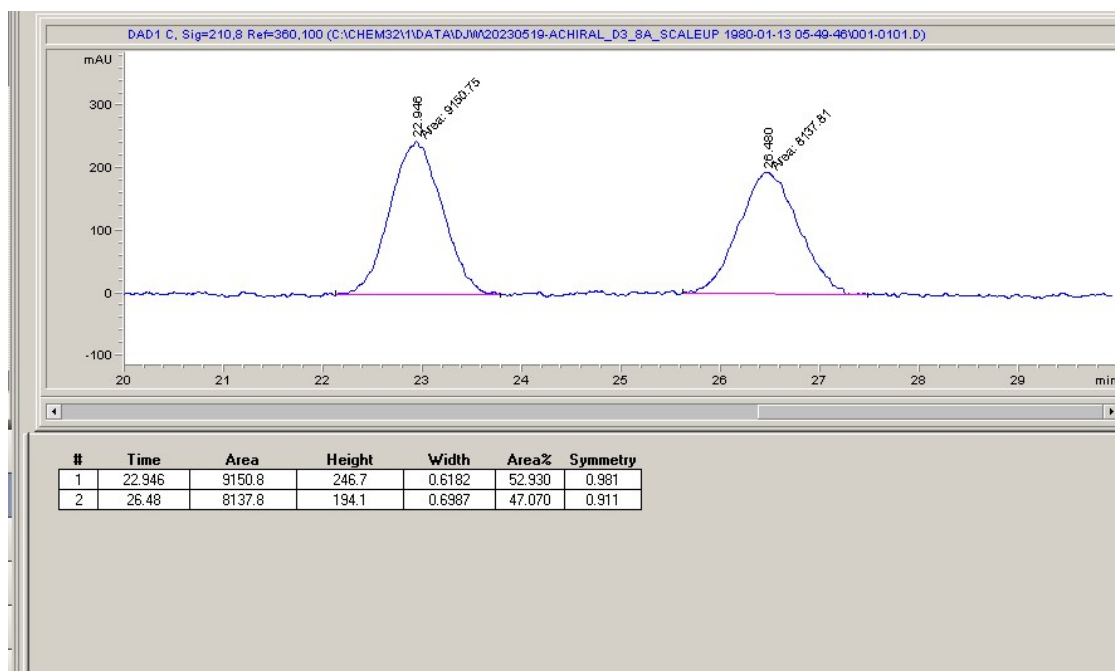 DAD1 C, Sig=210,8 Ref=360,100 (C:\CHEM32\1\DATA\DJW\20230519-ACHIRAL_D3_8A_SCALEUP 1980-01-13 05-49-46\001-0101.D)
mAU
300
200
100
0
-100
22.946
Area: 9150.75
26.480
Area: 8137.81
20 21 22 23 24 25 26 27 28 29 min
# Time Area Height Width Area% Symmetry
1 22.946 9150.8 246.7 0.6182 52.930 0.981
2 26.48 8137.8 194.1 0.6987 47.070 0.911